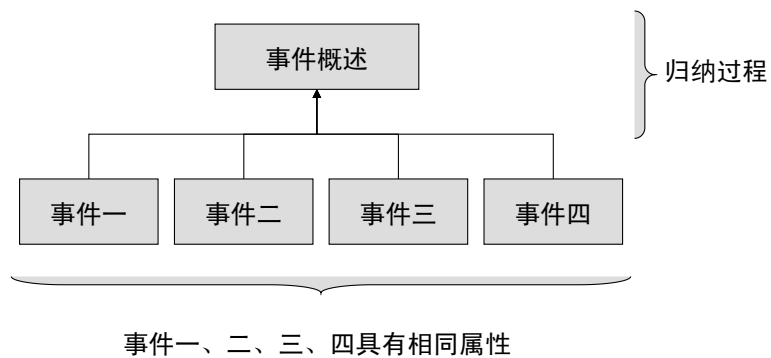 事件概述
归纳过程
事件一
事件二
事件三
事件四
事件一、二、三、四具有相同属性